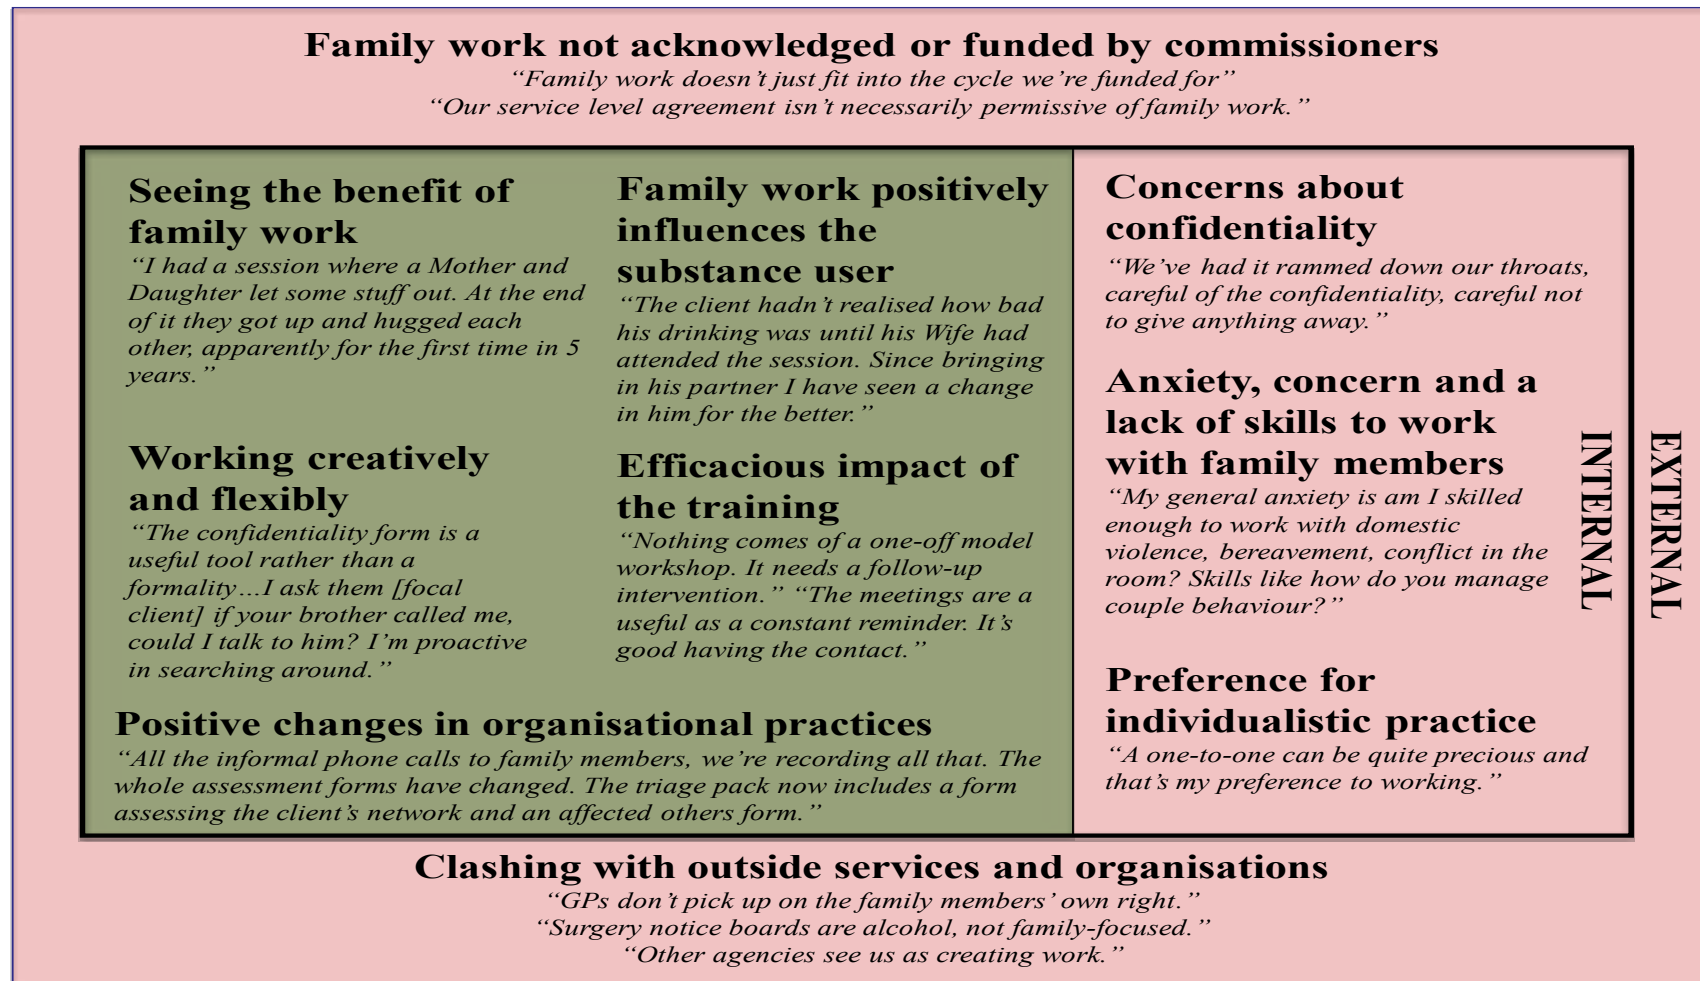 Family work not acknowledged or funded by commissioners
“Family work doesn’t just fit into the cycle we’re funded for”
“Our service level agreement isn’t necessarily permissive of family work.”
Seeing the benefit of
family work
“I had a session where a Mother and
Daughter let some stuff out. At the end
of it they got up and hugged each
other, apparently for the first time in 5
years.”
Family work positively
influences the
substance user
“The client hadn’t realised how bad
his drinking was until his Wife had
attended the session. Since bringing
in his partner I have seen a change
in him for the better.”
Working creatively
and flexibly
“The confidentiality form is a
useful tool rather than a
formality…I ask them [focal
client] if your brother called me,
could I talk to him? I’m proactive
in searching around.”
Efficacious impact of
the training
“Nothing comes of a one-off model
workshop. It needs a follow-up
intervention.” “The meetings are a
useful as a constant reminder. It’s
good having the contact.”
Positive changes in organisational practices
“All the informal phone calls to family members, we’re recording all that. The
whole assessment forms have changed. The triage pack now includes a form
assessing the client’s network and an affected others form.”
Concerns about
confidentiality
“We’ve had it rammed down our throats,
careful of the confidentiality, careful not
to give anything away.”
Anxiety, concern and a
lack of skills to work
with family members
“My general anxiety is am I skilled
enough to work with domestic
violence, bereavement, conflict in the
room? Skills like how do you manage
couple behaviour?”
Preference for
individualistic practice
“A one-to-one can be quite precious and
that’s my preference to working.”
INTERNAL
EXTERNAL
Clashing with outside services and organisations
“GPs don’t pick up on the family members’ own right.”
“Surgery notice boards are alcohol, not family-focused.”
“Other agencies see us as creating work.”